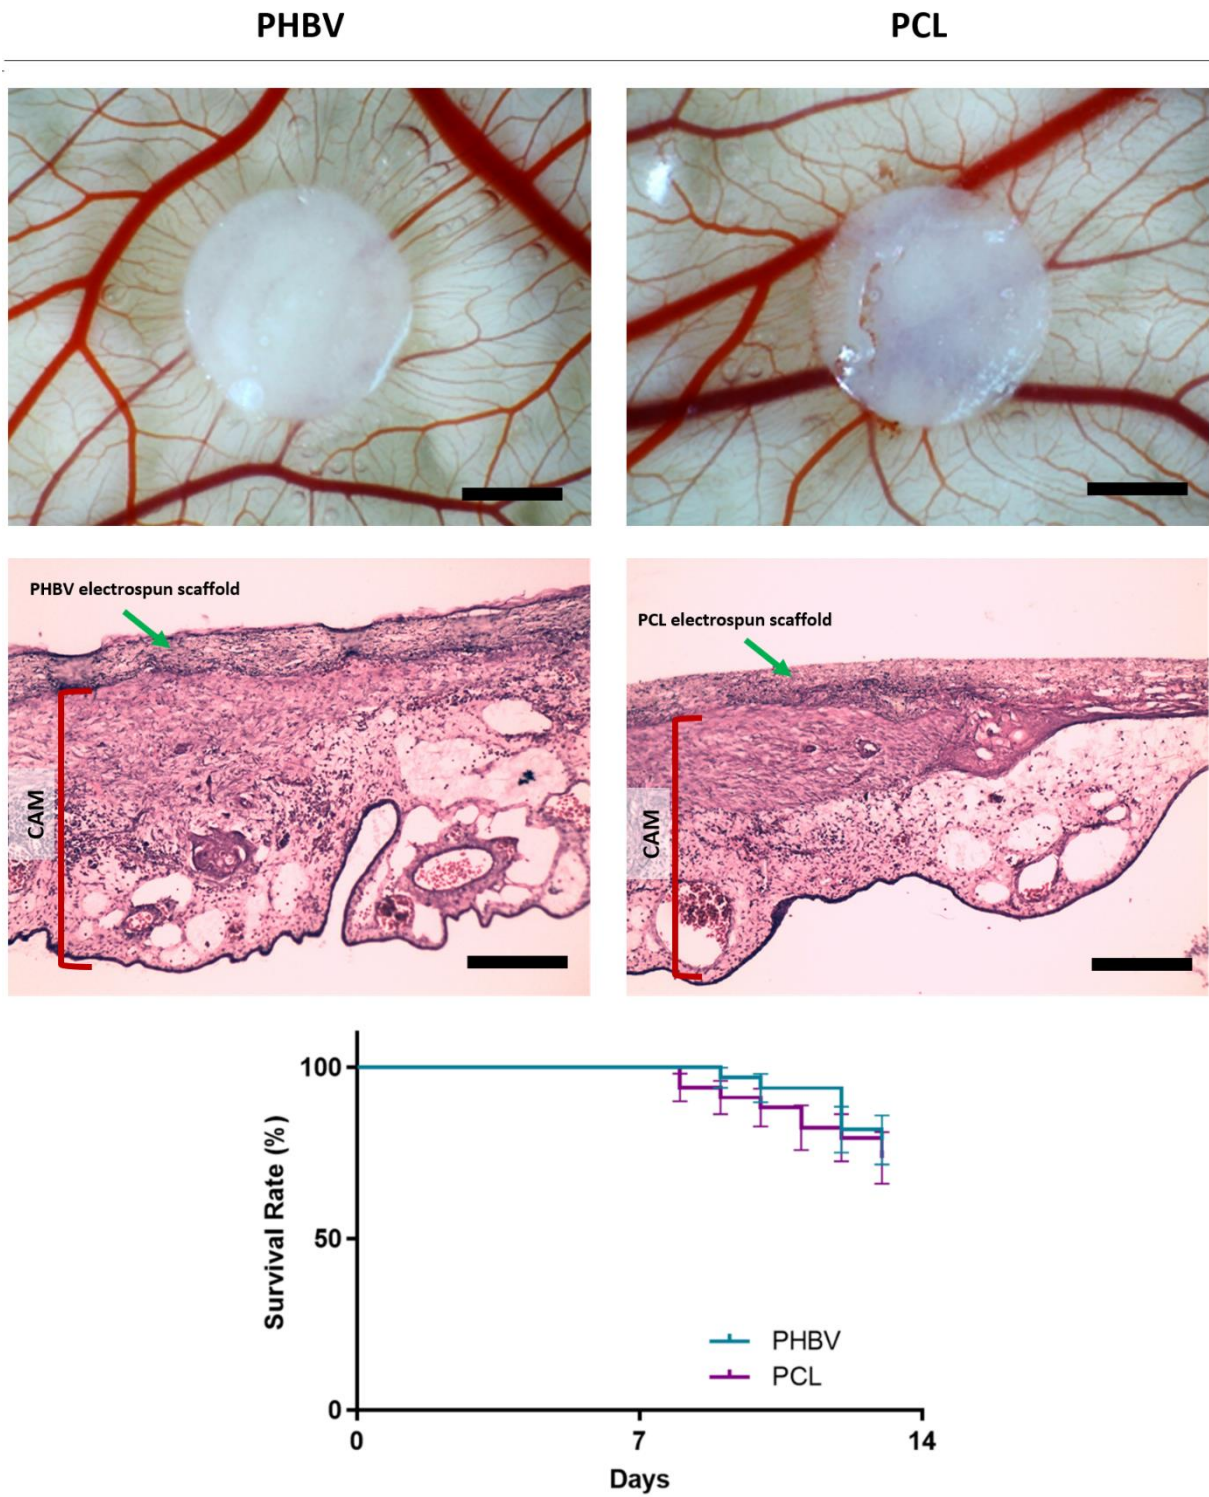 PHBV
PCL
PHBV electrospun scaffold
CAM
PCL electrospun scaffold
CAM
Survival Rate (%)
100
50
0
0
7
14
Days
PHBV
PCL